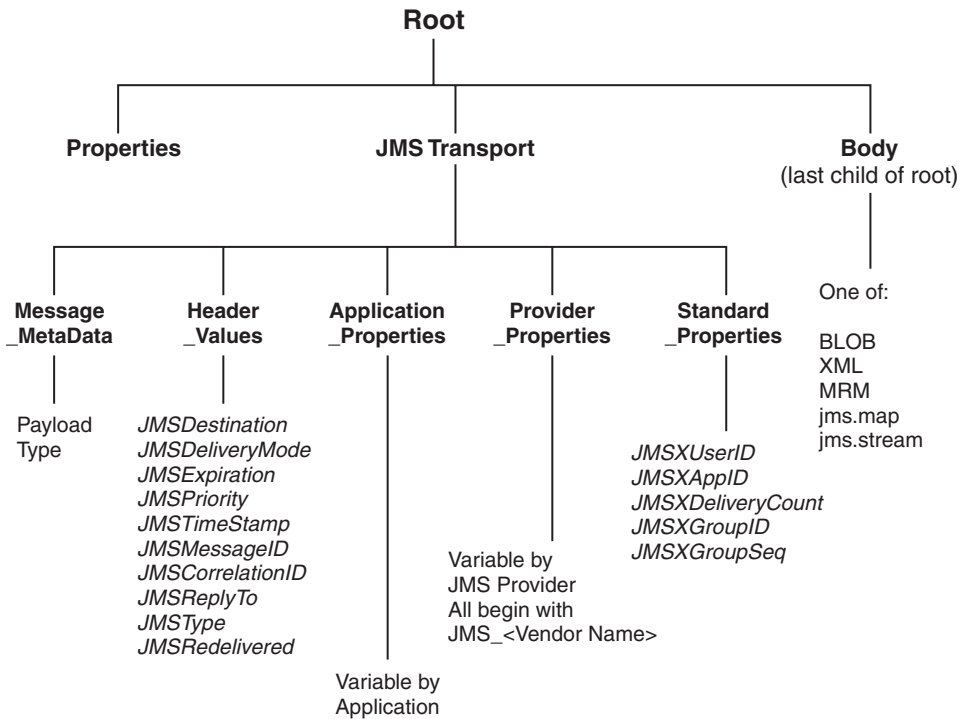 Root
Properties
JMS Transport
Body
(last child of root)
Message
_MetaData
Header
_Values
Application
_Properties
Provider
_Properties
Standard
_Properties
One of:
BLOB
XML
MRM
jms.map
jms.stream
Payload
Type
JMSDestination
JMSDeliveryMode
JMSExpiration
JMSPriority
JMSTimeStamp
JMSMessageID
JMSCorrelationID
JMSReplyTo
JMSType
JMSRedelivered
Variable by
Application
Variable by
JMS Provider
All begin with
JMS_<Vendor Name>
JMSXUserID
JMSXAppID
JMSXDeliveryCount
JMSXGroupID
JMSXGroupSeq